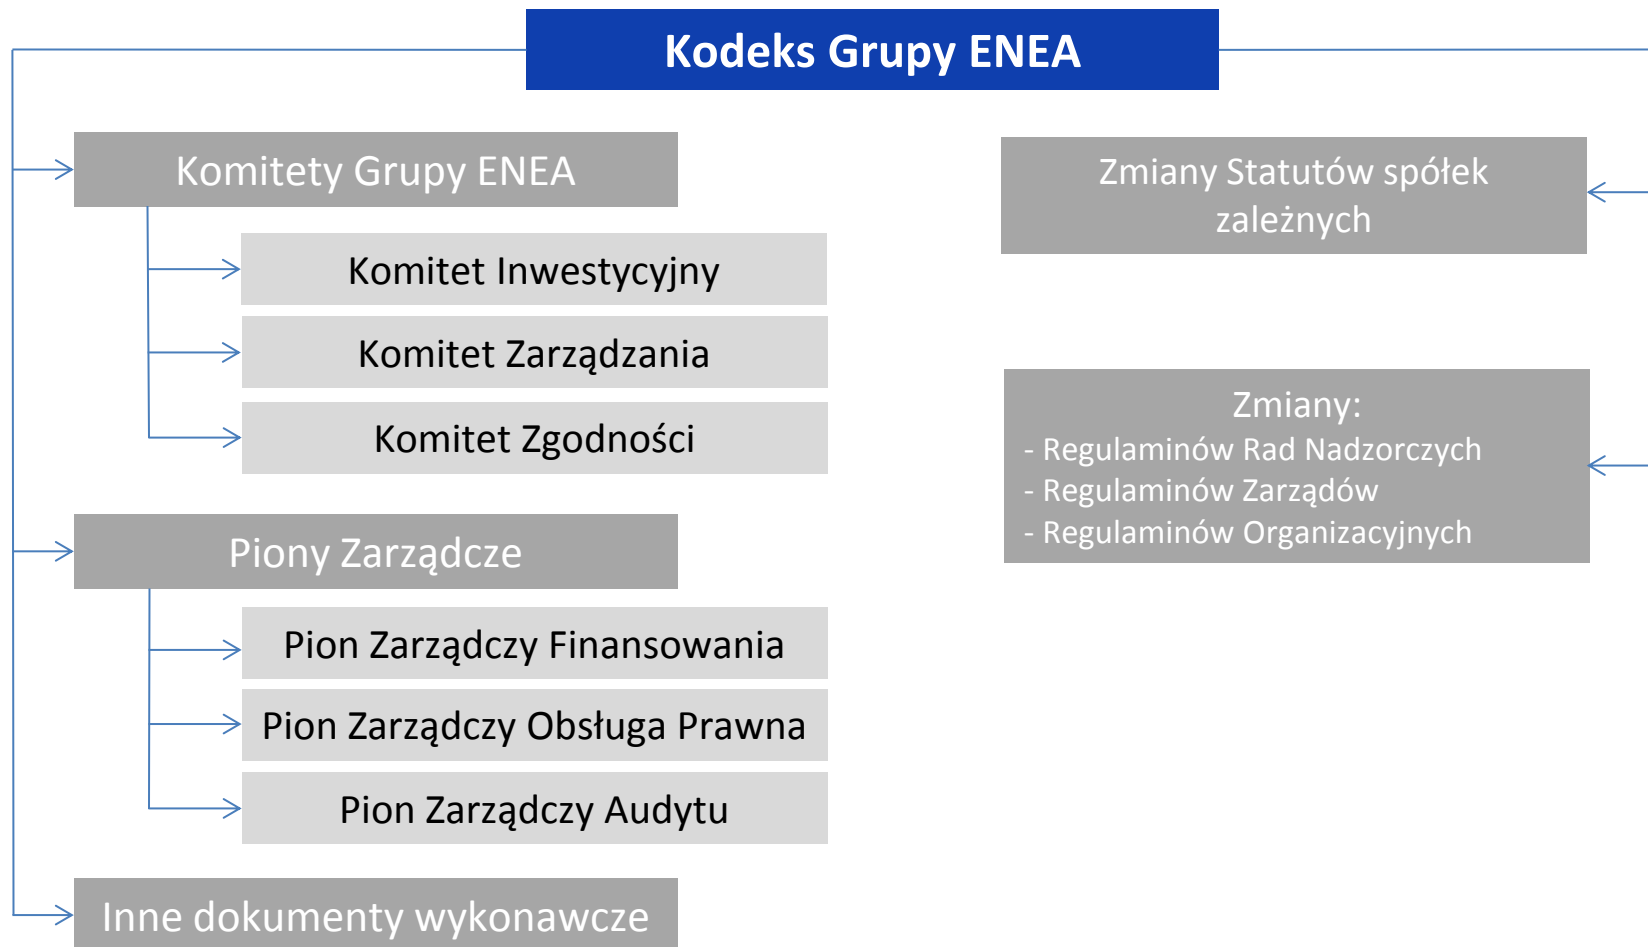 Kodeks Grupy ENEA
Komitety Grupy ENEA
Komitet Inwestycyjny
Komitet Zarządzania
Komitet Zgodności
Piony Zarządcze
Pion Zarządczy Finansowania
Pion Zarządczy Obsługa Prawna
Pion Zarządczy Audytu
Inne dokumenty wykonawcze
Zmiany Statutów spółek
zależnych
Zmiany:
- Regulaminów Rad Nadzorczych
- Regulaminów Zarządów
- Regulaminów Organizacyjnych